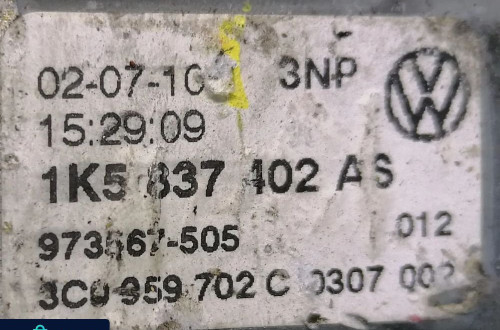 02-07-10 3NP
15:29:09
1K5 837 402 AS
973567-505 012
3C0 959 702 C 0307 002